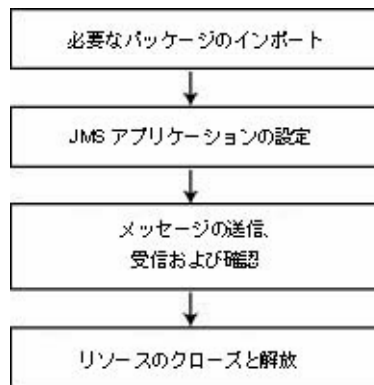 必要なパッケージのインポート
JMS アプリケーションの設定
メッセージの送信、
受信および確認
リソースのクローズと解放